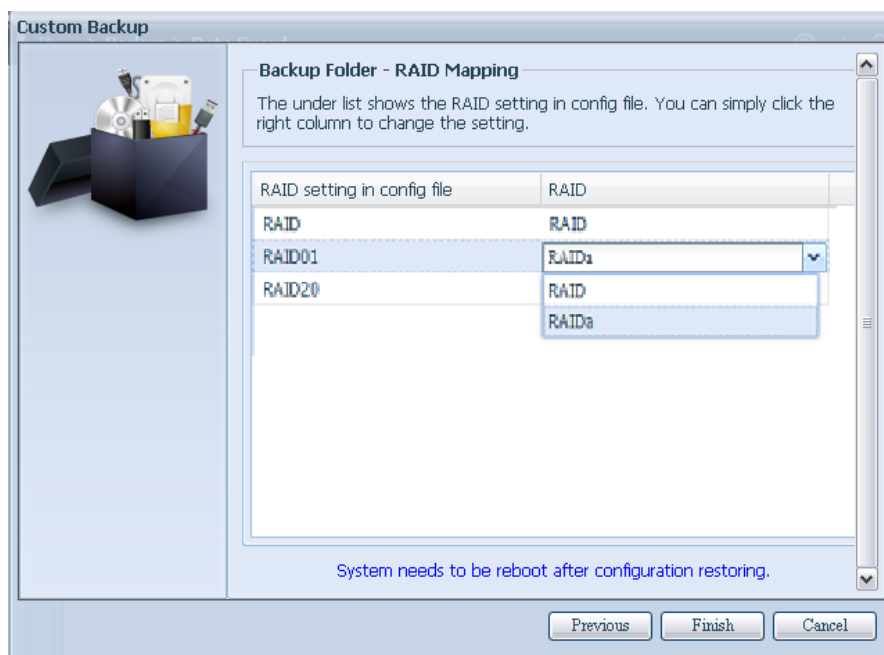 Custom Backup
Backup Folder - RAID Mapping
The under list shows the RAID setting in config file. You can simply click the
right column to change the setting.
RAID setting in config file RAID
RAID RAID
RAID01 RAIDa
RAID20 RAID
RAIDa
System needs to be reboot after configuration restoring.
Previous Finish Cancel